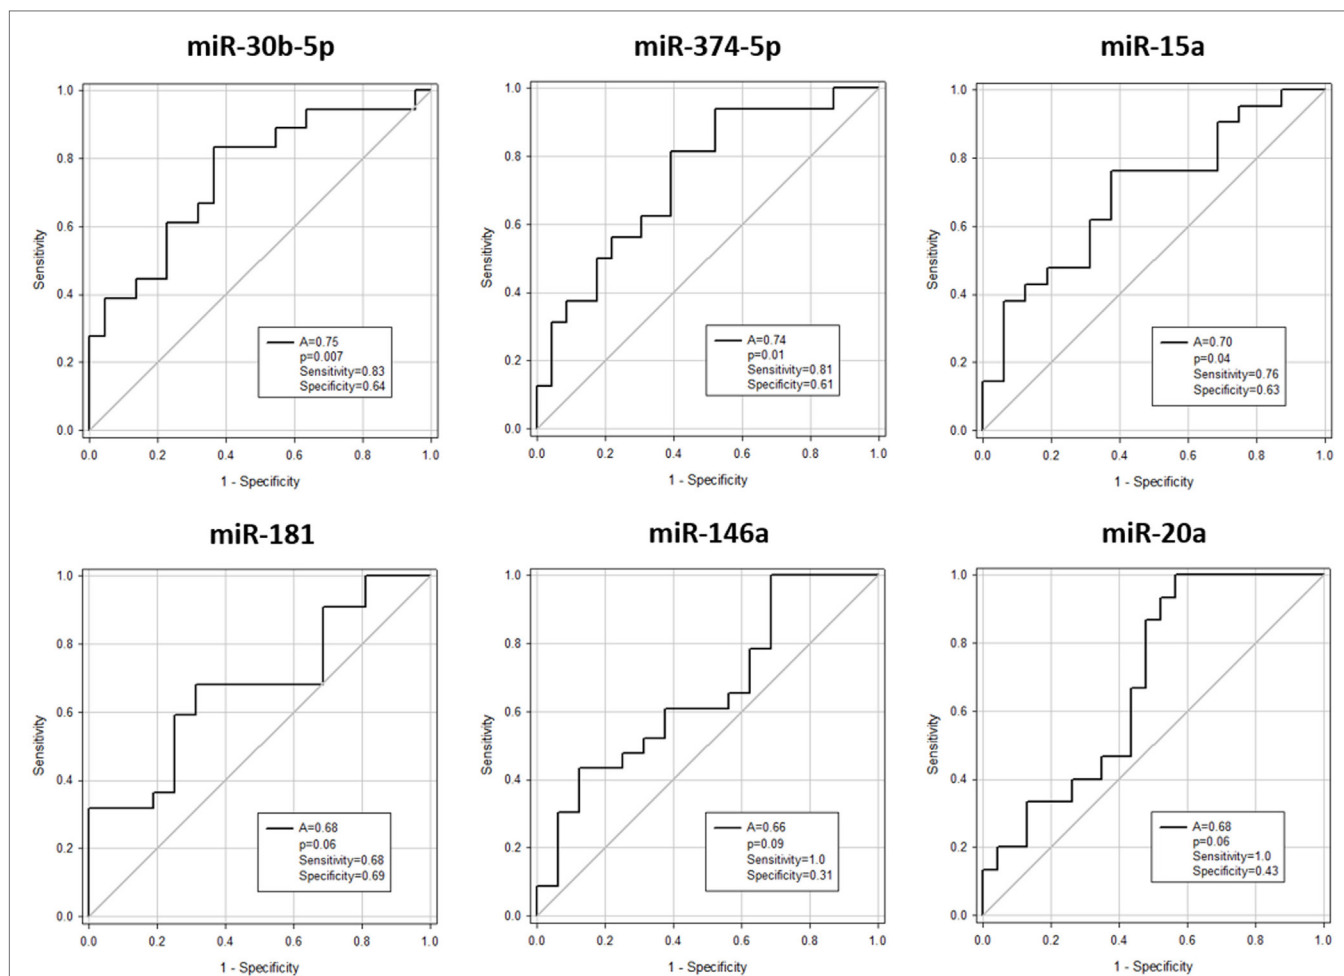 miR-30b-5p
1.0
0.8
0.6
0.4
0.2
0.0
Sensitivity
A=0.75
p=0.007
Sensitivity=0.83
Specificity=0.64
0.0 0.2 0.4 0.6 0.8 1.0
1 - Specificity
miR-374-5p
1.0
0.8
0.6
0.4
0.2
0.0
Sensitivity
A=0.74
p=0.01
Sensitivity=0.81
Specificity=0.61
0.0 0.2 0.4 0.6 0.8 1.0
1 - Specificity
miR-15a
1.0
0.8
0.6
0.4
0.2
0.0
Sensitivity
A=0.70
p=0.04
Sensitivity=0.76
Specificity=0.63
0.0 0.2 0.4 0.6 0.8 1.0
1 - Specificity
miR-181
1.0
0.8
0.6
0.4
0.2
0.0
Sensitivity
A=0.68
p=0.06
Sensitivity=0.68
Specificity=0.69
0.0 0.2 0.4 0.6 0.8 1.0
1 - Specificity
miR-146a
1.0
0.8
0.6
0.4
0.2
0.0
Sensitivity
A=0.66
p=0.09
Sensitivity=1.0
Specificity=0.31
0.0 0.2 0.4 0.6 0.8 1.0
1 - Specificity
miR-20a
1.0
0.8
0.6
0.4
0.2
0.0
Sensitivity
A=0.68
p=0.06
Sensitivity=1.0
Specificity=0.43
0.0 0.2 0.4 0.6 0.8 1.0
1 - Specificity